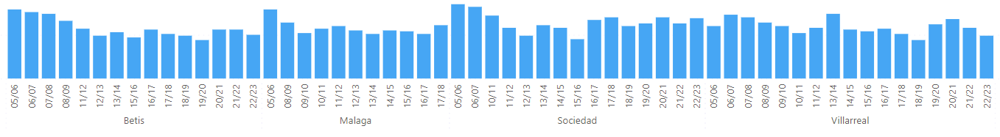 05/06 06/07 07/08 08/09 11/12 12/13 13/14 15/16 16/17 17/18 18/19 19/20 20/21 21/22 22/23 05/06 08/09 09/10 10/11 11/12 12/13 13/14 14/15 15/16 16/17 17/18 05/06 06/07 10/11 11/12 12/13 13/14 14/15 15/16 16/17 17/18 18/19 19/20 20/21 21/22 22/23 05/06 06/07 07/08 08/09 09/10 10/11 11/12 13/14 14/15 15/16 16/17 17/18 18/19 19/20 20/21 21/22 22/23
Betis Malaga Sociedad Villarreal